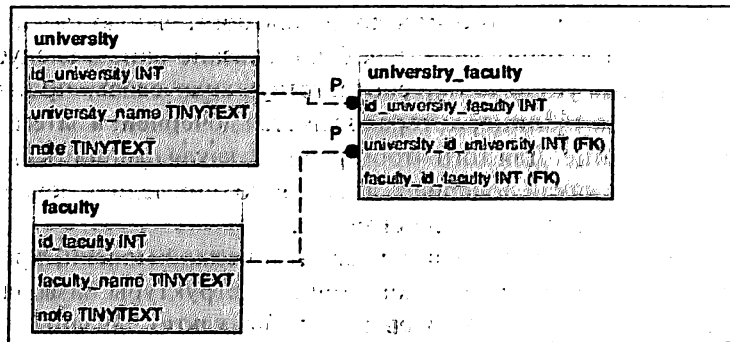 university
id_university INT
university_name TINYTEXT
note TINYTEXT
P
universiry_faculty
id_university_faculty INT
P
university_id_university INT (FK)
faculty_id_faculty INT (FK)
faculty
id_faculty INT
faculty_name TINYTEXT
note TINYTEXT